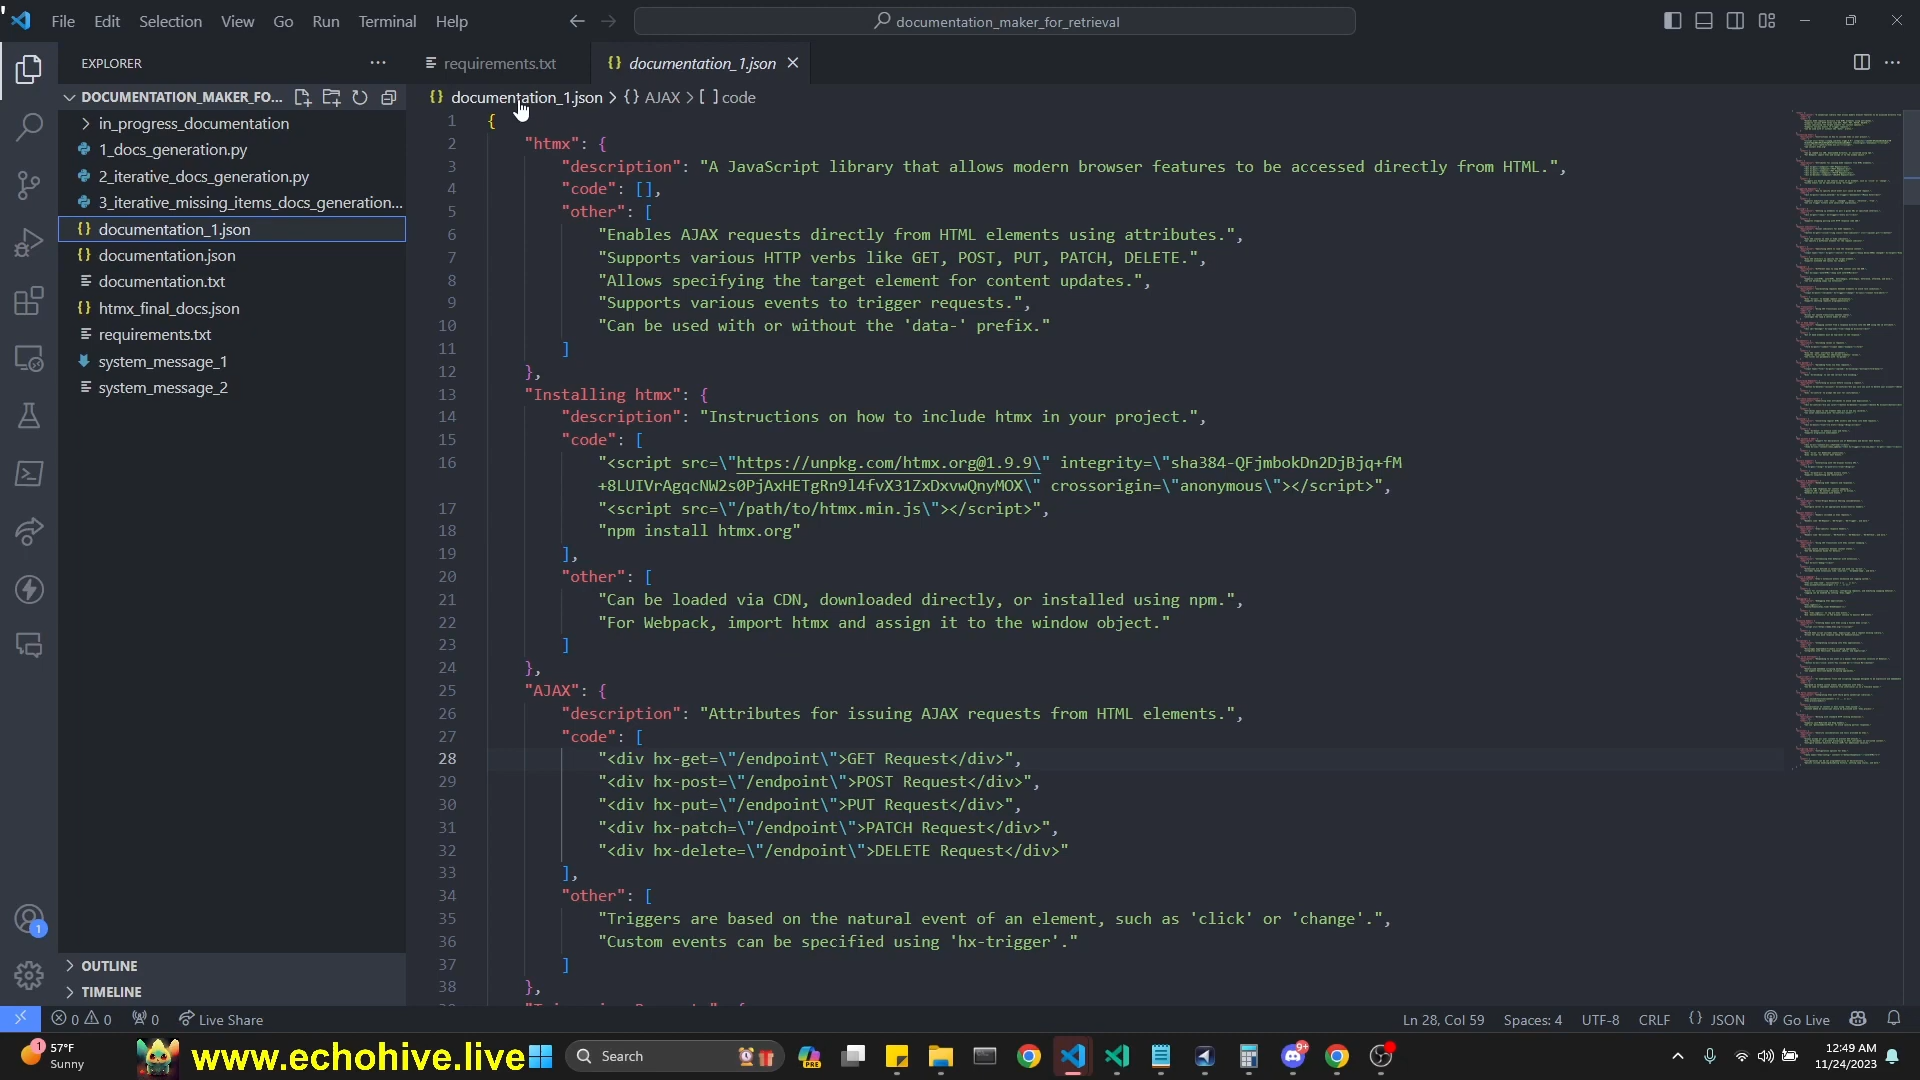 File Edit Selection View Go Run Terminal Help
documentation_maker_for_retrieval
EXPLORER
requirements.txt
documentation_1.json
DOCUMENTATION_MAKER_FO...
documentation_1.json > {} AJAX > [ ] code
in_progress_documentation
1_docs_generation.py
2_iterative_docs_generation.py
3_iterative_missing_items_docs_generation...
documentation_1.json
documentation.json
documentation.txt
htmx_final_docs.json
requirements.txt
system_message_1
system_message_2
OUTLINE
TIMELINE
1 {
2 "htmx": {
3 "description": "A JavaScript library that allows modern browser features to be accessed directly from HTML.",
4 "code": [],
5 "other": [
6 "Enables AJAX requests directly from HTML elements using attributes.",
7 "Supports various HTTP verbs like GET, POST, PUT, PATCH, DELETE.",
8 "Allows specifying the target element for content updates.",
9 "Supports various events to trigger requests.",
10 "Can be used with or without the 'data-' prefix."
11 ]
12 },
13 "Installing htmx": {
14 "description": "Instructions on how to include htmx in your project.",
15 "code": [
16 "<script src=\"https://unpkg.com/htmx.org@1.9.9\" integrity=\"sha384-QFjmbokDn2DjBjq+fM
+8LUIVrAgqcNW2s0PjAxHETgRn9l4fvX31ZxDxvwQnyMOX\" crossorigin=\"anonymous\"></script>",
17 "<script src=\"/path/to/htmx.min.js\"></script>",
18 "npm install htmx.org"
19 ],
20 "other": [
21 "Can be loaded via CDN, downloaded directly, or installed using npm.",
22 "For Webpack, import htmx and assign it to the window object."
23 ]
24 },
25 "AJAX": {
26 "description": "Attributes for issuing AJAX requests from HTML elements.",
27 "code": [
28 "<div hx-get=\"/endpoint\">GET Request</div>",
29 "<div hx-post=\"/endpoint\">POST Request</div>",
30 "<div hx-put=\"/endpoint\">PUT Request</div>",
31 "<div hx-patch=\"/endpoint\">PATCH Request</div>",
32 "<div hx-delete=\"/endpoint\">DELETE Request</div>"
33 ],
34 "other": [
35 "Triggers are based on the natural event of an element, such as 'click' or 'change'.",
36 "Custom events can be specified using 'hx-trigger'."
37 ]
38 },
1
0 0 0 Live Share
Ln 28, Col 59 Spaces: 4 UTF-8 CRLF {} JSON Go Live
1 57°F
Sunny
www.echohive.live
Search
PRE
9+
12:49 AM
11/24/2023